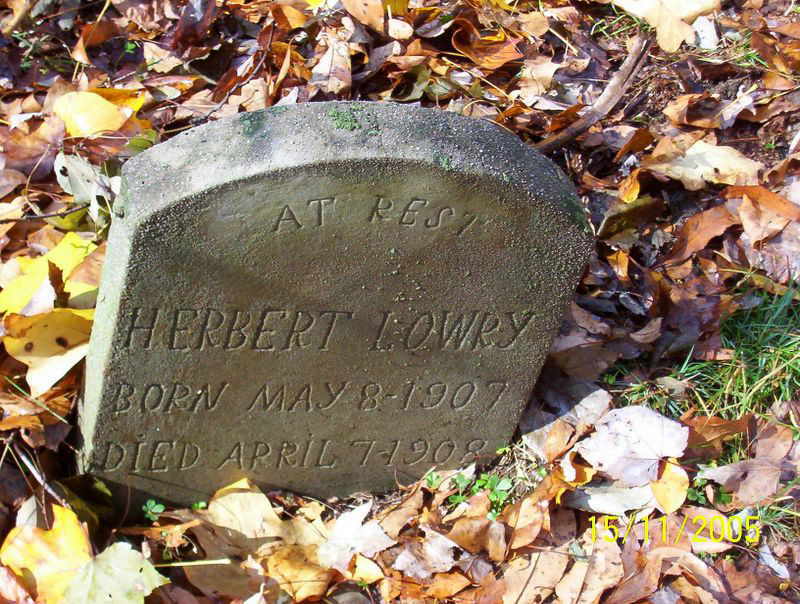 AT REST
HERBERT LOWRY
BORN MAY 8-1907
DIED APRIL 7-1908
15/11/2005